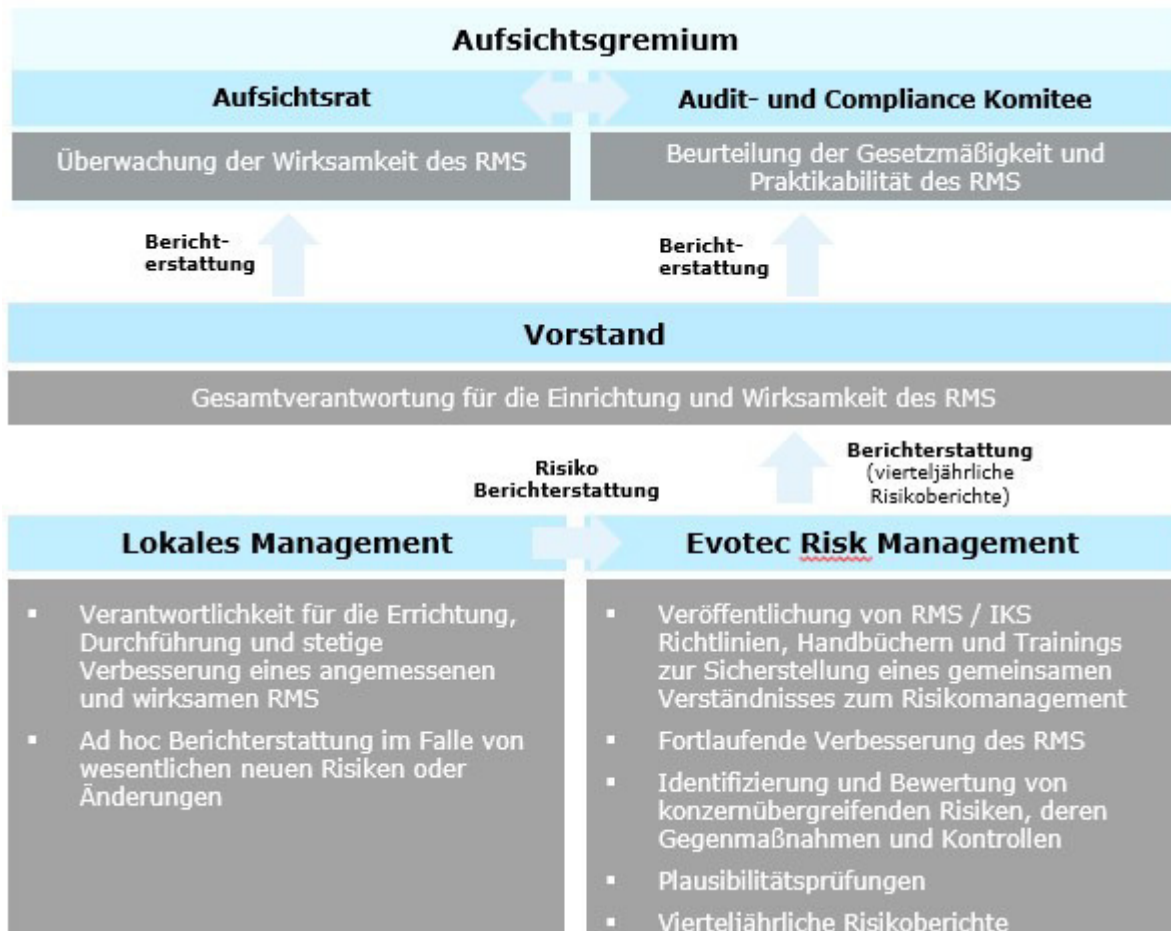 Aufsichtsgremium
Aufsichtsrat
Audit- und Compliance Komitee
Überwachung der Wirksamkeit des RMS
Beurteilung der Gesetzmäßigkeit und
Praktikabilität des RMS
Bericht-
erstattung
Bericht-
erstattung
Vorstand
Gesamtverantwortung für die Einrichtung und Wirksamkeit des RMS
Risiko
Berichterstattung
Berichterstattung
(vierteljährliche
Risikoberichte)
Lokales Management
▪ Verantwortlichkeit für die Errichtung,
Durchführung und stetige
Verbesserung eines angemessenen
und wirksamen RMS
▪ Ad hoc Berichterstattung im Falle von
wesentlichen neuen Risiken oder
Änderungen
Evotec Risk Management
▪ Veröffentlichung von RMS / IKS
Richtlinien, Handbüchern und Trainings
zur Sicherstellung eines gemeinsamen
Verständnisses zum Risikomanagement
▪ Fortlaufende Verbesserung des RMS
▪ Identifizierung und Bewertung von
konzernübergreifenden Risiken, deren
Gegenmaßnahmen und Kontrollen
▪ Plausibilitätsprüfungen
▪ Vierteljährliche Risikoberichte